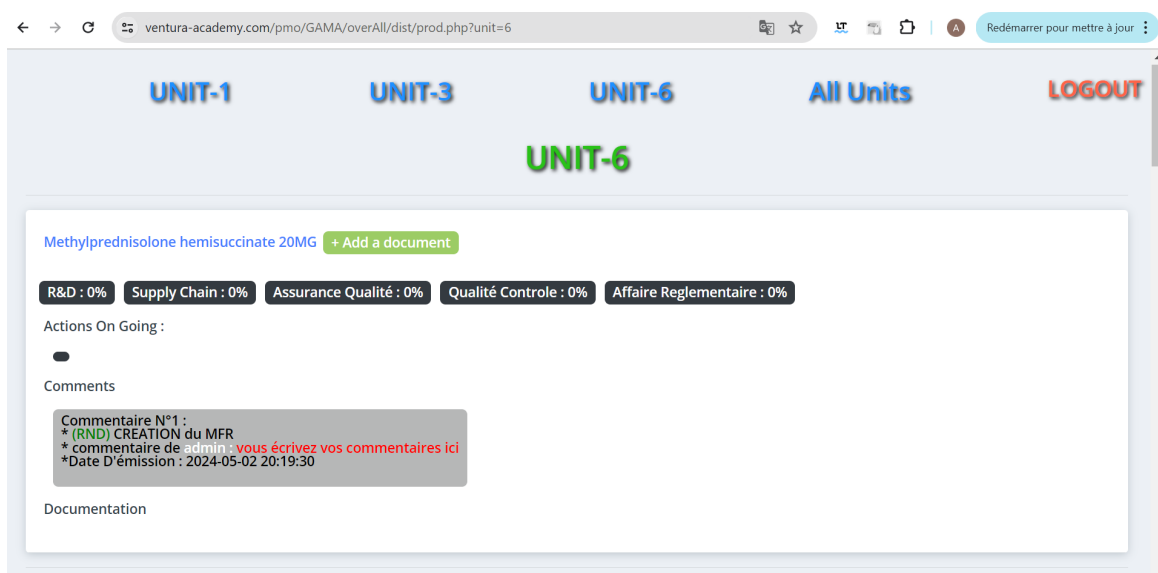 ventura-academy.com/pmo/GAMA/overAll/dist/prod.php?unit=6
LT
A
Redémarrer pour mettre à jour
UNIT-1 UNIT-3 UNIT-6 All Units LOGOUT
UNIT-6
Methylprednisolone hemisuccinate 20MG + Add a document
R&D : 0% Supply Chain : 0% Assurance Qualité : 0% Qualité Controle : 0% Affaire Reglementaire : 0%
Actions On Going :
Comments
Commentaire N°1 :
* (RND) CREATION du MFR
* commentaire de admin : vous écrivez vos commentaires ici
*Date D'émission : 2024-05-02 20:19:30
Documentation